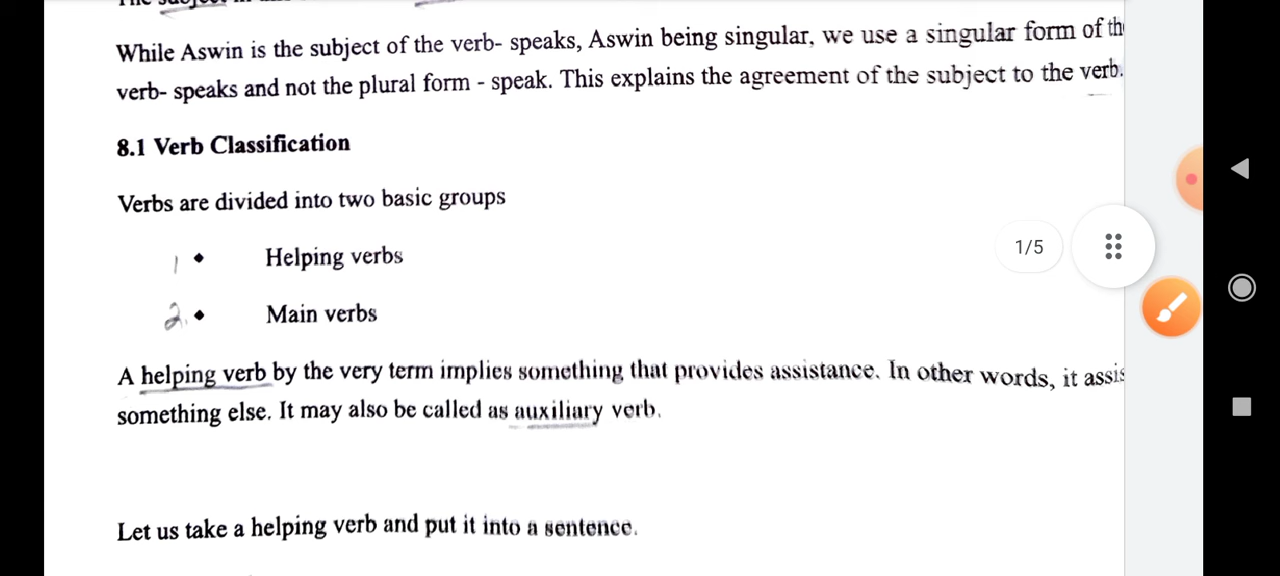 While Aswin is the subject of the verb- speaks, Aswin being singular, we use a singular form of
verb- speaks and not the plural form - speak. This explains the agreement of the subject to the verb.
8.1 Verb Classification
Verbs are divided into two basic groups
1 • Helping verbs
1/5
2. • Main verbs
A helping verb by the very term implies something that provides assistance. In other words, it
something else. It may also be called as auxiliary verb.
Let us take a helping verb and put it into a sentence.